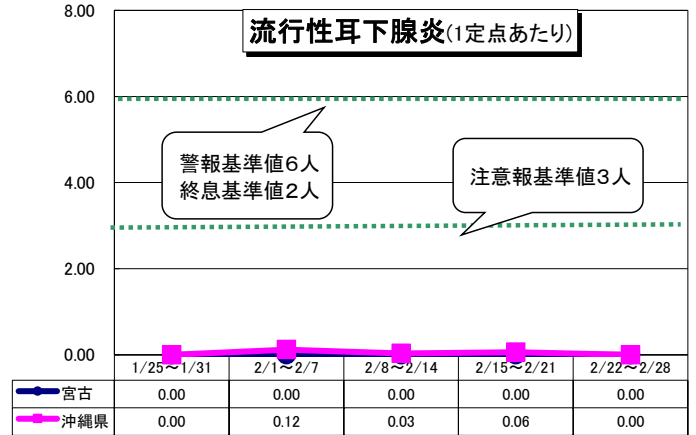 流行性耳下腺炎(1定点あたり)
8.00
6.00
警報基準値6人
終息基準値2人
注意報基準値3人
4.00
2.00
0.00
1/25～1/31 2/1～2/7 2/8～2/14 2/15～2/21 2/22～2/28
宮古 0.00 0.00 0.00 0.00 0.00
沖縄県 0.00 0.12 0.03 0.06 0.00